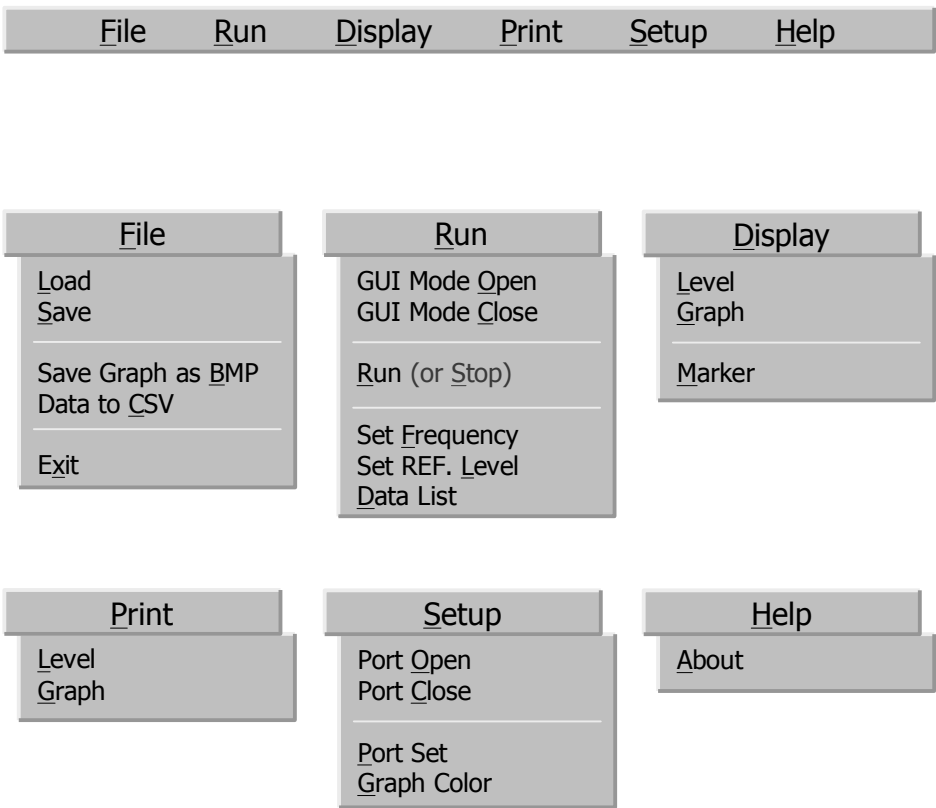 File Run Display Print Setup Help
File
Load
Save
Save Graph as BMP
Data to CSV
Exit
Run
GUI Mode Open
GUI Mode Close
Run (or Stop)
Set Frequency
Set REF. Level
Data List
Display
Level
Graph
Marker
Print
Level
Graph
Setup
Port Open
Port Close
Port Set
Graph Color
Help
About